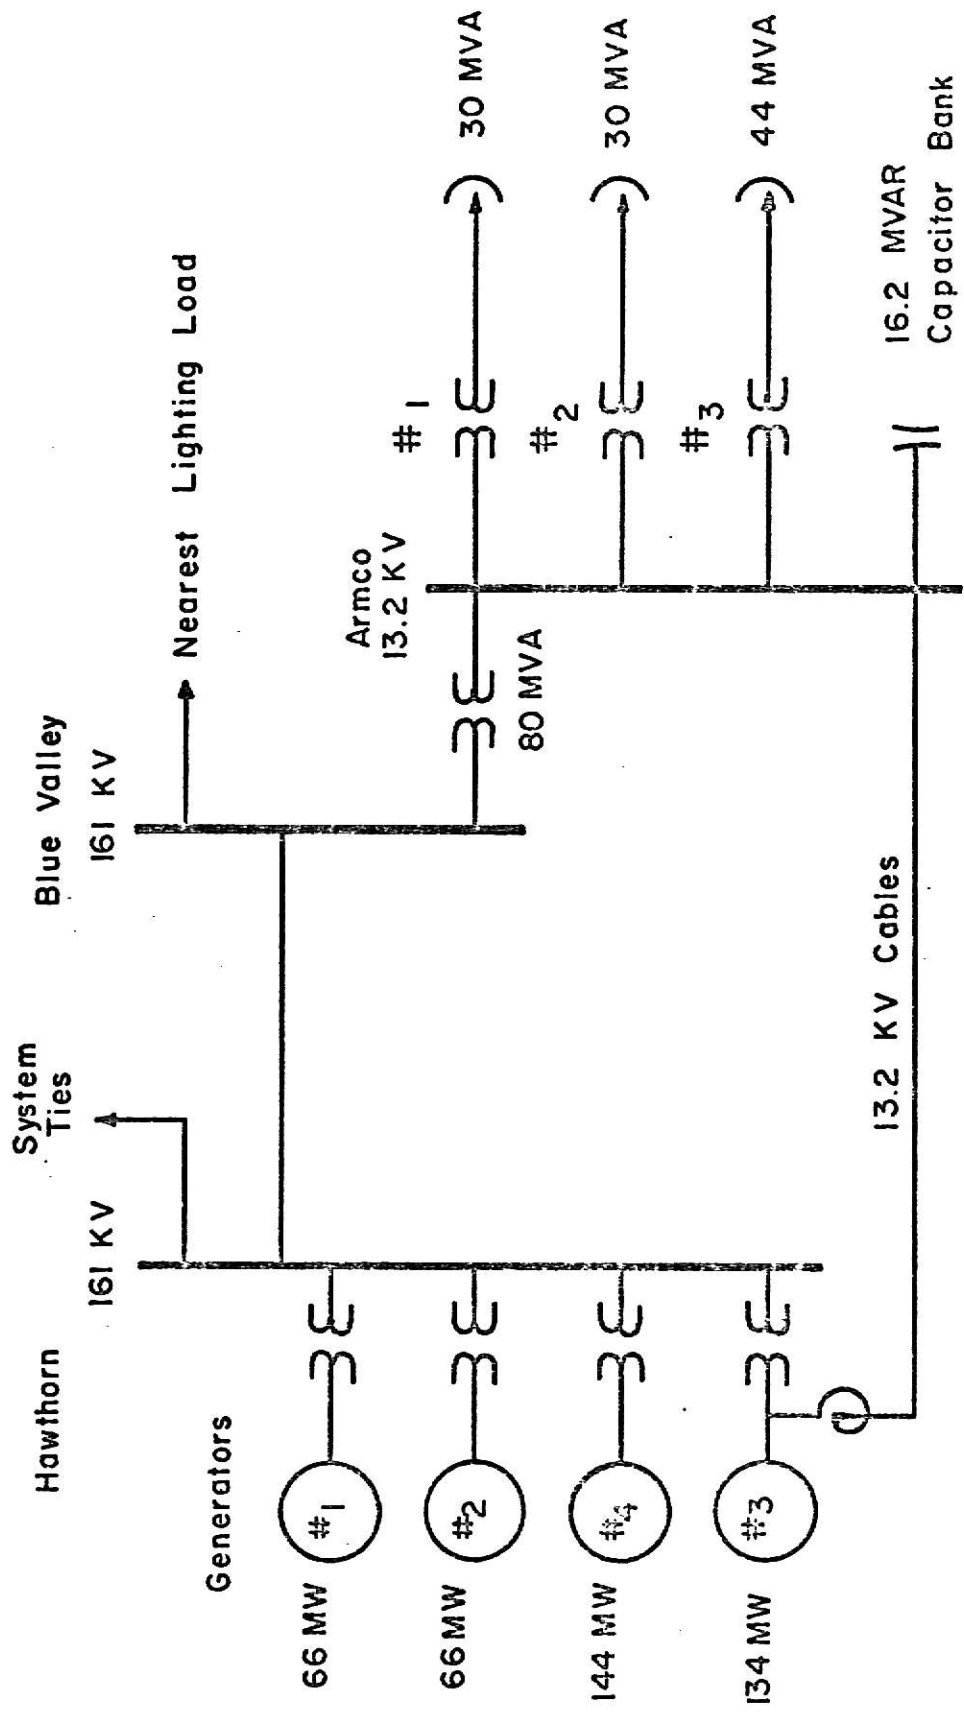 Hawthorn
161 KV
System
Ties
Blue Valley
161 KV
Nearest Lighting Load
Generators
66 MW
#1
66 MW
#2
144 MW
#4
134 MW
#3
Armco
13.2 KV
80 MVA
#1
30 MVA
#2
30 MVA
#3
44 MVA
16.2 MVAR
Capacitor Bank
13.2 KV Cables